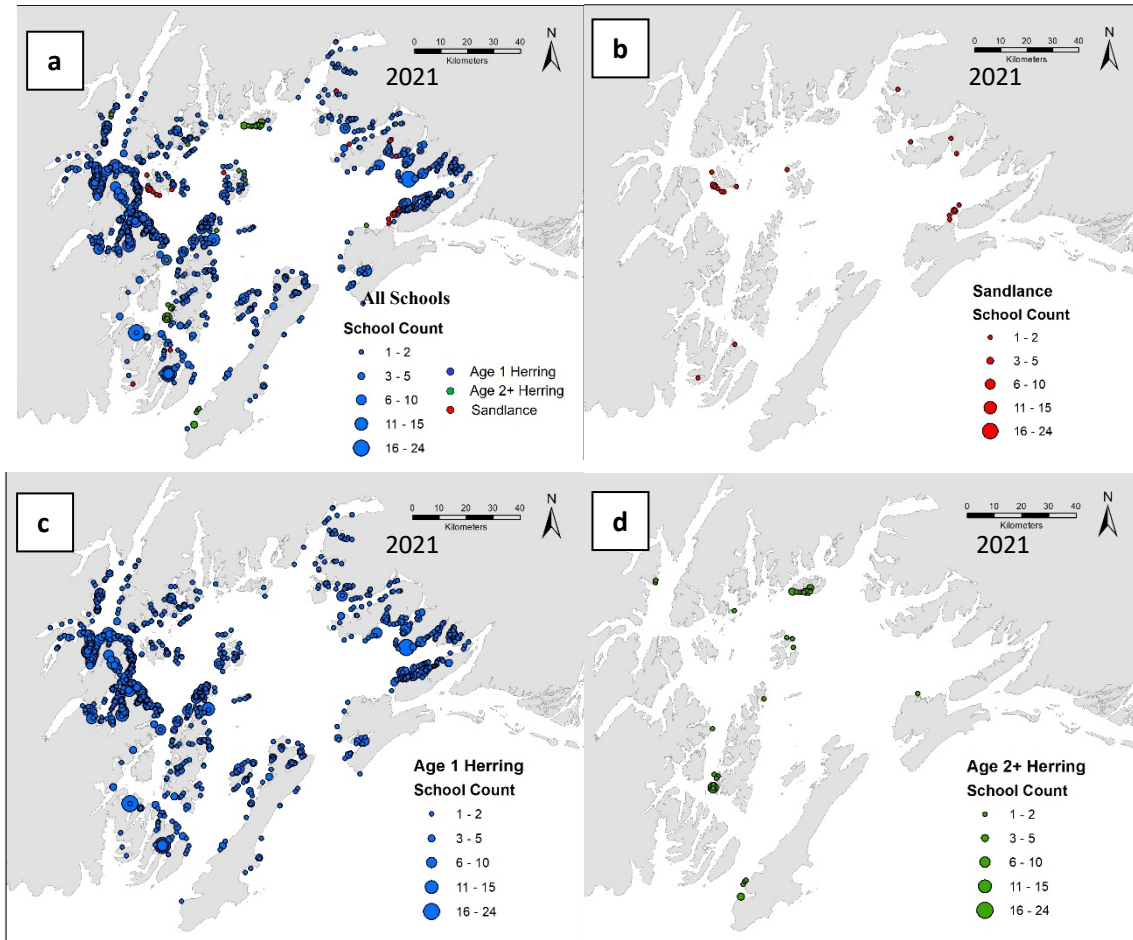 a
N
0 10 20 30 40
Kilometers
2021
All Schools
School Count
1 - 2
3 - 5
6 - 10
11 - 15
16 - 24
Age 1 Herring
Age 2+ Herring
Sandlance
b
N
0 10 20 30 40
Kilometers
2021
Sandlance
School Count
1 - 2
3 - 5
6 - 10
11 - 15
16 - 24
c
N
0 10 20 30 40
Kilometers
2021
Age 1 Herring
School Count
1 - 2
3 - 5
6 - 10
11 - 15
16 - 24
d
N
0 10 20 30 40
Kilometers
2021
Age 2+ Herring
School Count
1 - 2
3 - 5
6 - 10
11 - 15
16 - 24